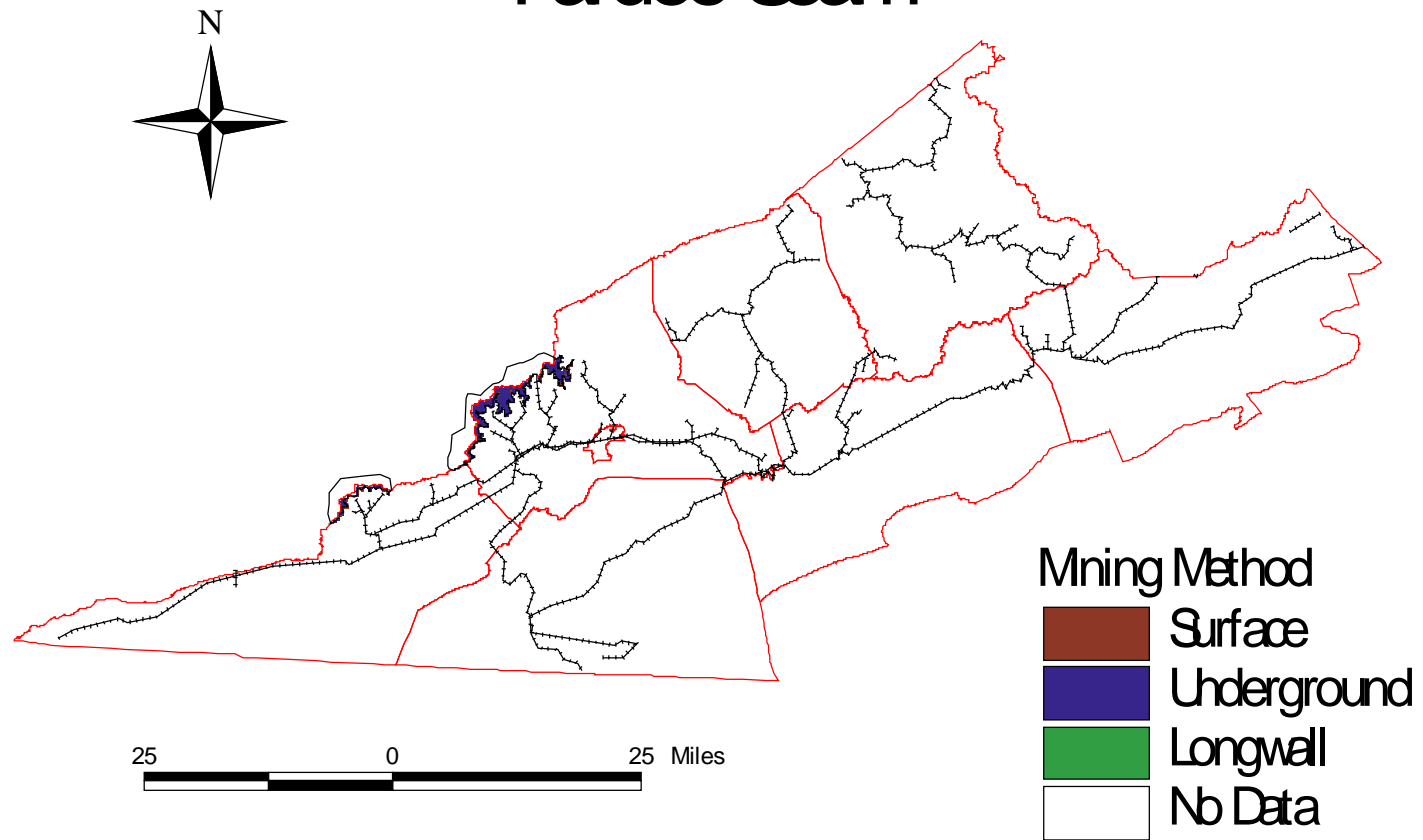 N
25 0 25 Miles
Mining Method
Surface
Underground
Longwall
No Data